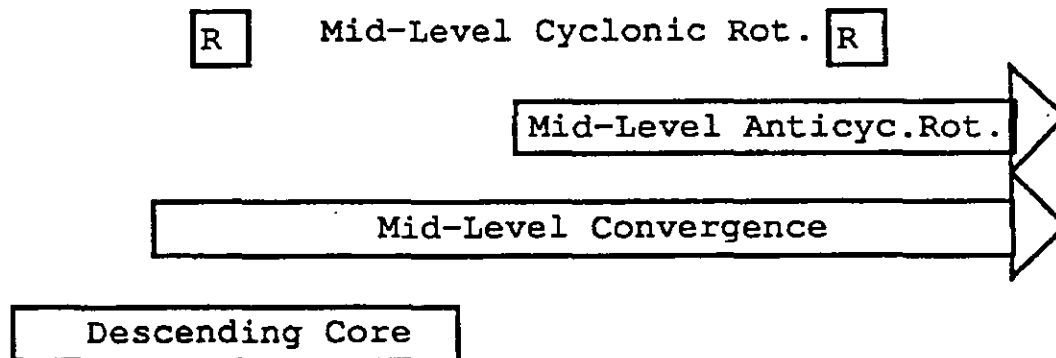 R Mid-Level Cyclonic Rot. R
Mid-Level Anticyc.Rot.
Mid-Level Convergence
Descending Core